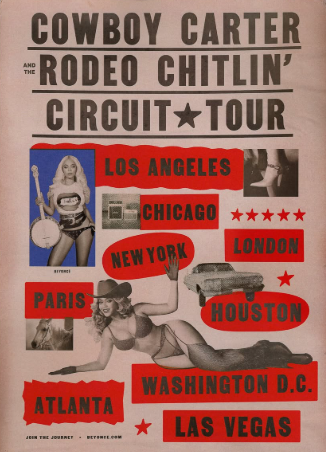 COWBOY CARTER
AND THE RODEO CHITLIN'
CIRCUIT★TOUR
LOS ANGELES
CHICAGO
BEYONCÉ
NEW YORK
LONDON
PARIS
HOUSTON
WASHINGTON D.C.
ATLANTA
LAS VEGAS
JOIN THE JOURNEY • BEYONCE.COM